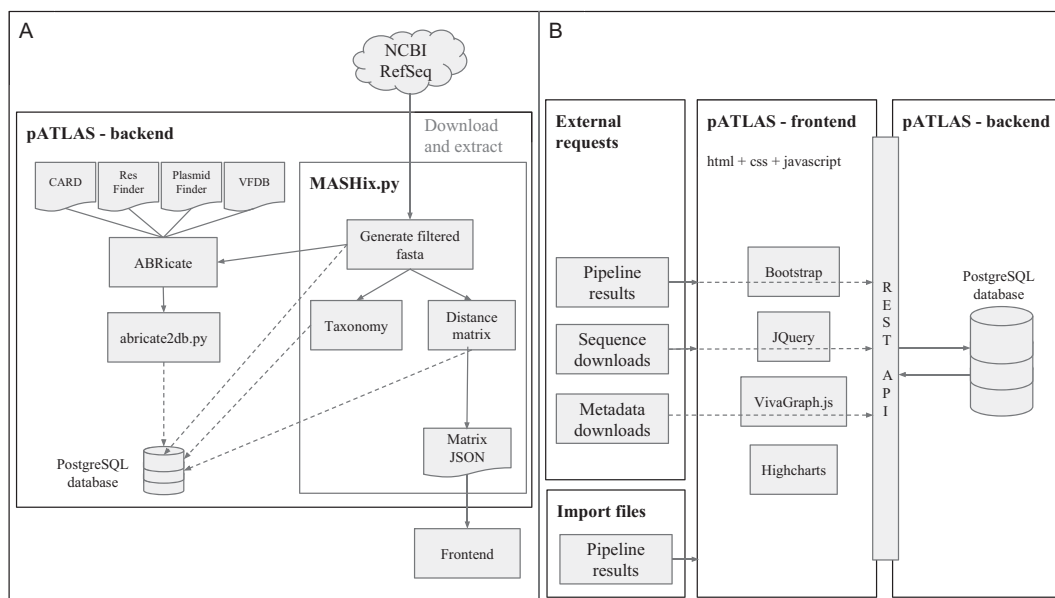 A
NCBI
RefSeq
pATLAS - backend
Download
and extract
CARD
Res
Finder
Plasmid
Finder
VFDB
MASHix.py
Generate filtered
fasta
ABRicate
abricate2db.py
Taxonomy
Distance
matrix
Matrix
JSON
PostgreSQL
database
Frontend
B
External
requests
Pipeline
results
Sequence
downloads
Metadata
downloads
Import files
Pipeline
results
pATLAS - frontend
html + css + javascript
Bootstrap
JQuery
VivaGraph.js
Highcharts
REST API
pATLAS - backend
PostgreSQL
database